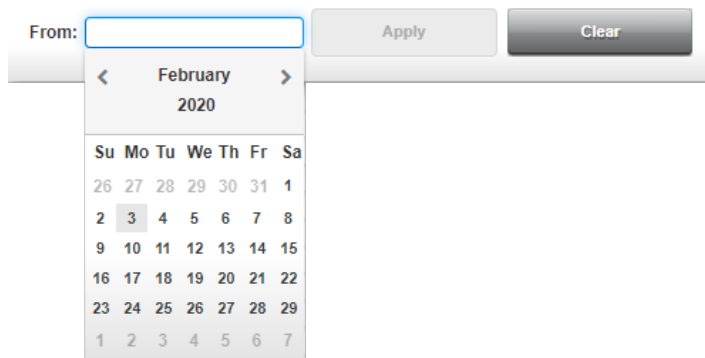 From: Apply Clear
February
2020
Su Mo Tu We Th Fr Sa
26 27 28 29 30 31 1
2 3 4 5 6 7 8
9 10 11 12 13 14 15
16 17 18 19 20 21 22
23 24 25 26 27 28 29
1 2 3 4 5 6 7